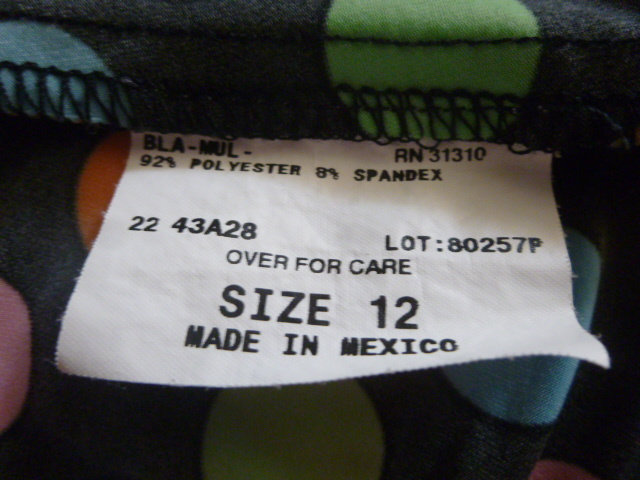 BLA-MUL- RN 31310
92% POLYESTER 8% SPANDEX
22 43A28 LOT:80257P
OVER FOR CARE
SIZE 12
MADE IN MEXICO